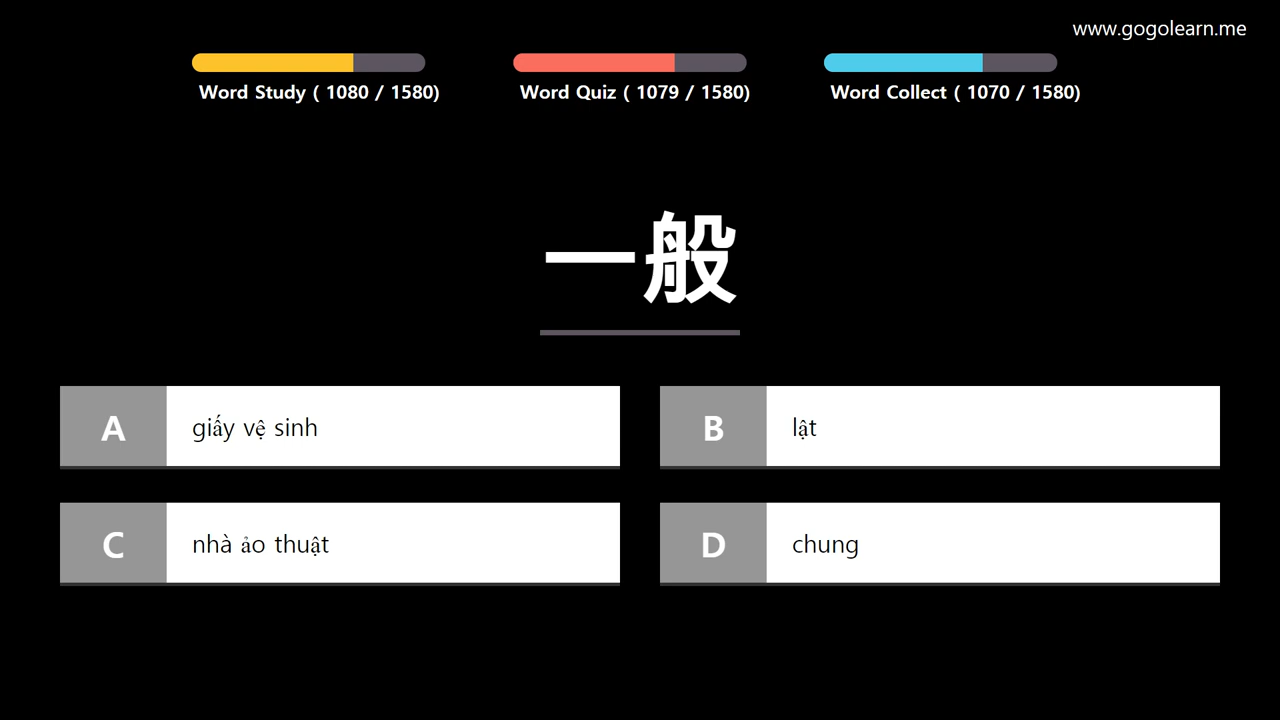 www.gogolearn.me
Word Study ( 1080 / 1580)
Word Quiz ( 1079 / 1580)
Word Collect ( 1070 / 1580)
一般
A
giấy vệ sinh
B
lật
C
nhà ảo thuật
D
chung